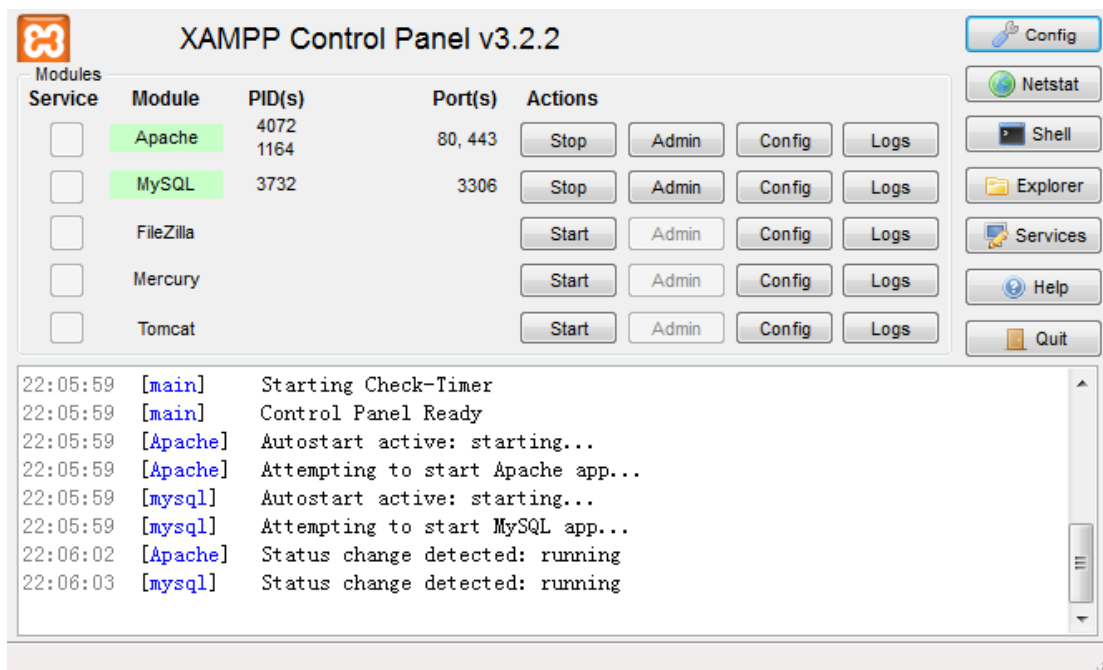 XAMPP Control Panel v3.2.2
Config
Modules
Service Module PID(s) Port(s) Actions
Netstat
Apache 4072 1164 80, 443 Stop Admin Config Logs
Shell
MySQL 3732 3306 Stop Admin Config Logs
Explorer
FileZilla Start Admin Config Logs
Services
Mercury Start Admin Config Logs
Help
Tomcat Start Admin Config Logs
Quit
22:05:59 [main] Starting Check-Timer
22:05:59 [main] Control Panel Ready
22:05:59 [Apache] Autostart active: starting...
22:05:59 [Apache] Attempting to start Apache app...
22:05:59 [mysql] Autostart active: starting...
22:05:59 [mysql] Attempting to start MySQL app...
22:06:02 [Apache] Status change detected: running
22:06:03 [mysql] Status change detected: running